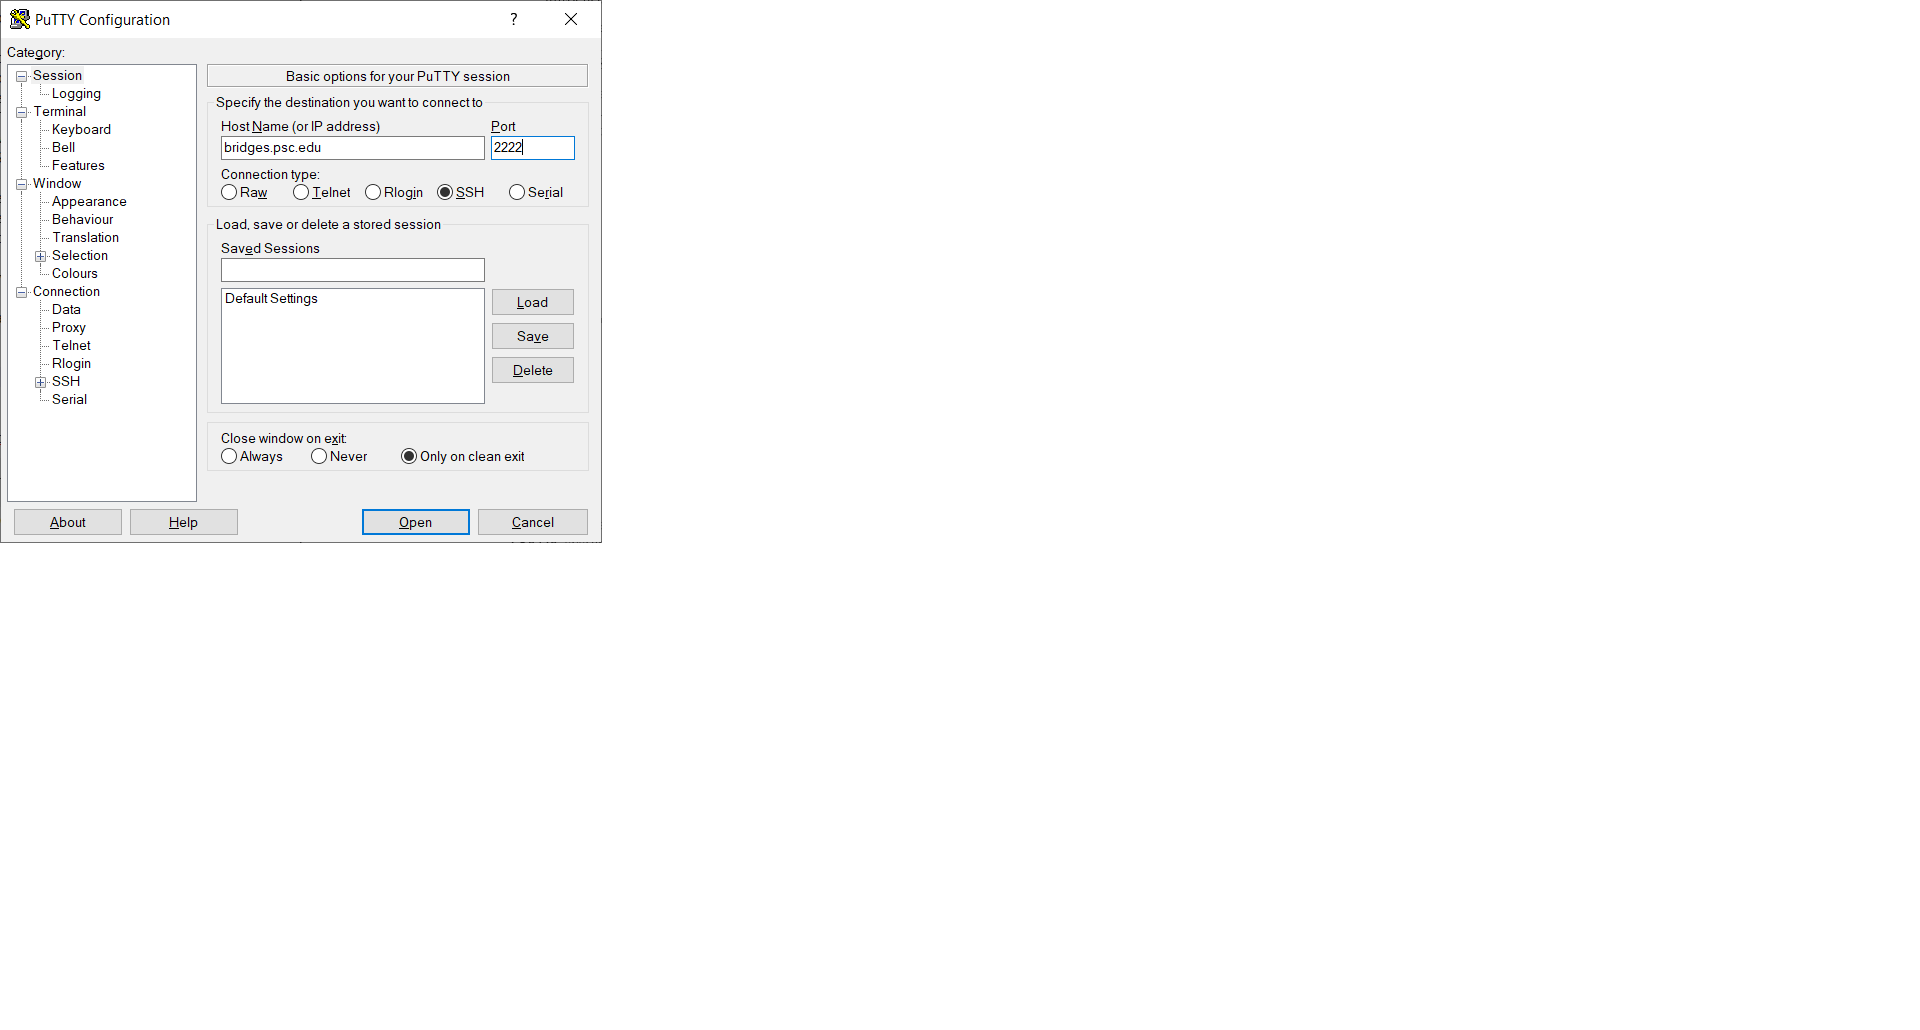 PuTTY Configuration
?
Category:
Session
Logging
Terminal
Keyboard
Bell
Features
Window
Appearance
Behaviour
Translation
Selection
Colours
Connection
Data
Proxy
Telnet
Rlogin
SSH
Serial
Basic options for your PuTTY session
Specify the destination you want to connect to
Host Name (or IP address) Port
bridges.psc.edu 2222
Connection type:
Raw Telnet Rlogin SSH Serial
Load, save or delete a stored session
Saved Sessions
Default Settings
Load
Save
Delete
Close window on exit:
Always Never Only on clean exit
About Help Open Cancel